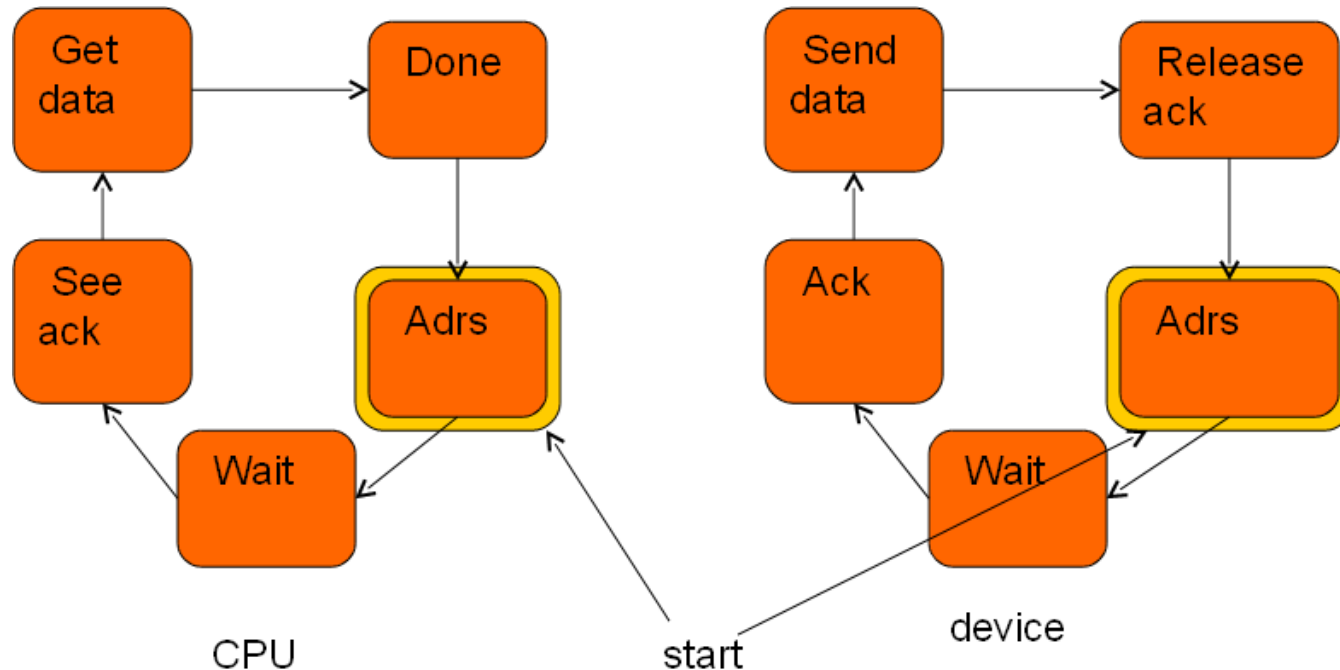 Get
data
Done
See
ack
Adrs
Wait
CPU
start
Send
data
Release
ack
Ack
Adrs
Wait
device